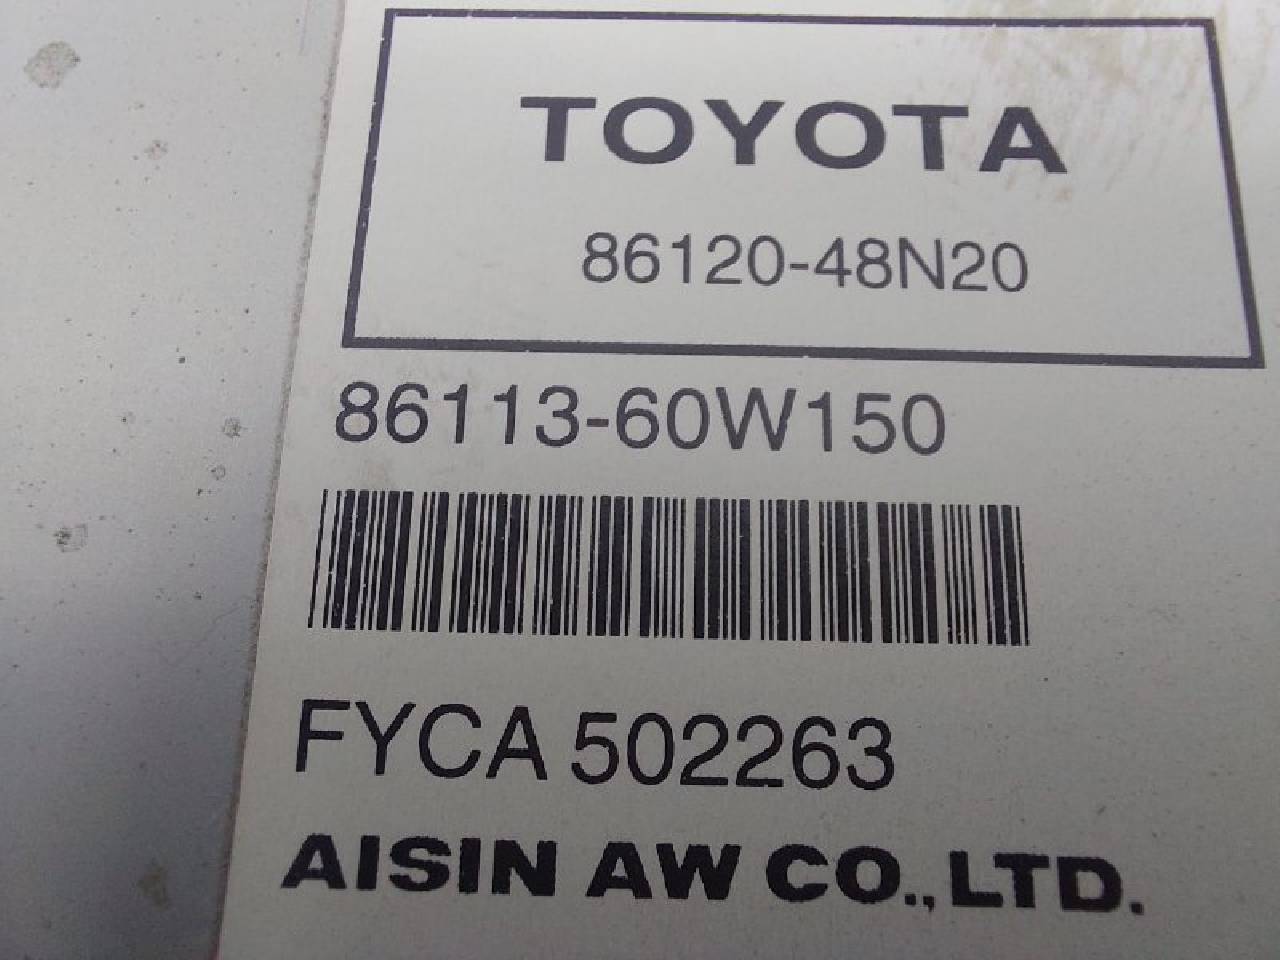 TOYOTA
86120-48N20
86113-60W150
FYCA 502263
AISIN AW CO., LTD.